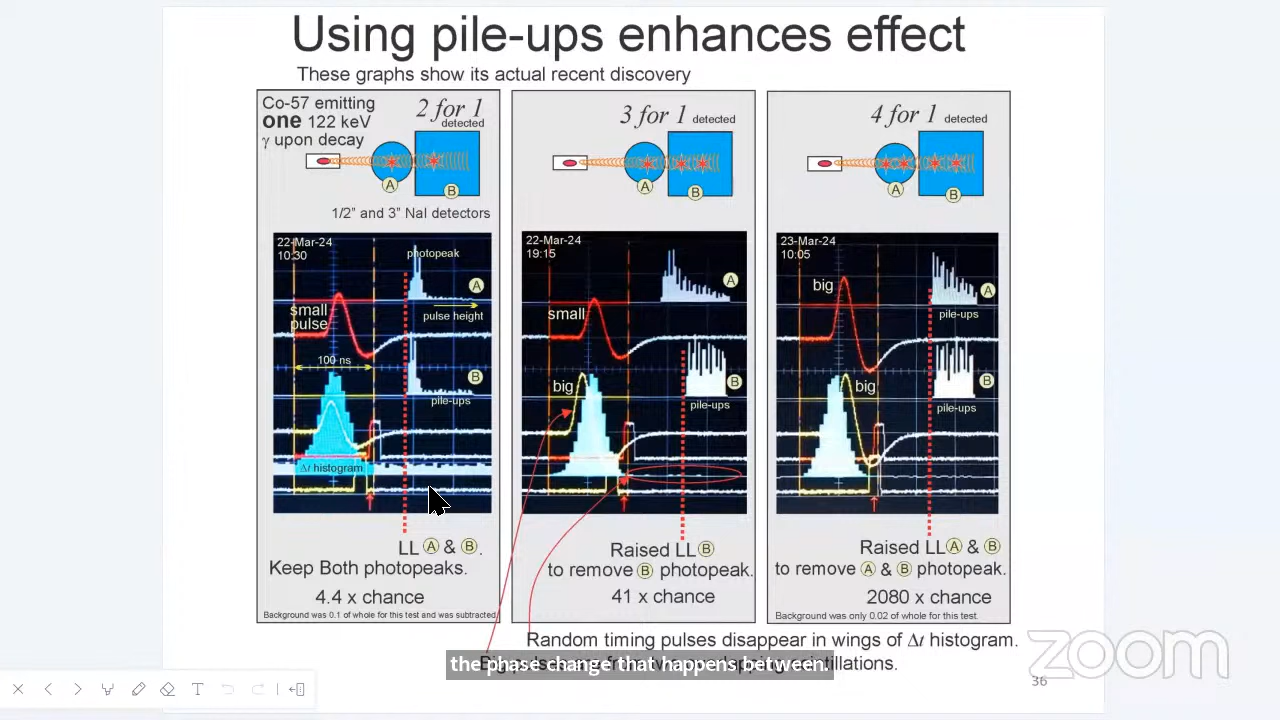 Using pile-ups enhances effect
These graphs show its actual recent discovery
Co-57 emitting
one 122 keV
γ upon decay
2 for 1
detected
A
B
1/2" and 3" NaI detectors
22-Mar-24
10:30
photopeak
A
small
pulse
pulse height
100 ns
B
pile-ups
Δt histogram
LL A & B.
Keep Both photopeaks.
4.4 x chance
Background was 0.1 of whole for this test and was subtracted
3 for 1 detected
A
B
22-Mar-24
19:15
A
small
big
B
pile-ups
Raised LL B
to remove B photopeak.
41 x chance
4 for 1 detected
A
B
23-Mar-24
10:05
big
A
pile-ups
big
B
pile-ups
Raised LL A & B
to remove A & B photopeak.
2080 x chance
Background was only 0.02 of whole for this test.
Random timing pulses disappear in wings of Δt histogram.
the phase change that happens between.
zoom
36